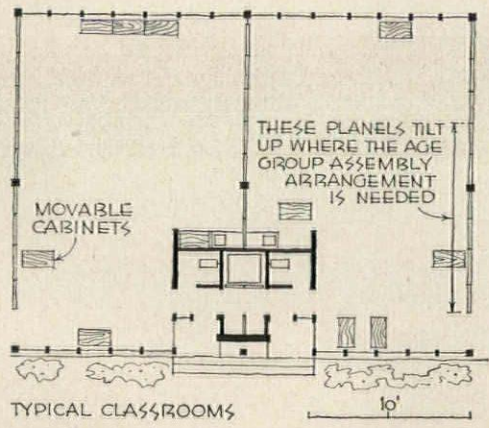 THESE PLANELS TILT
UP WHERE THE AGE
GROUP ASSEMBLY
ARRANGEMENT
IS NEEDED
MOVABLE
CABINETS
TYPICAL CLASSROOMS
10'